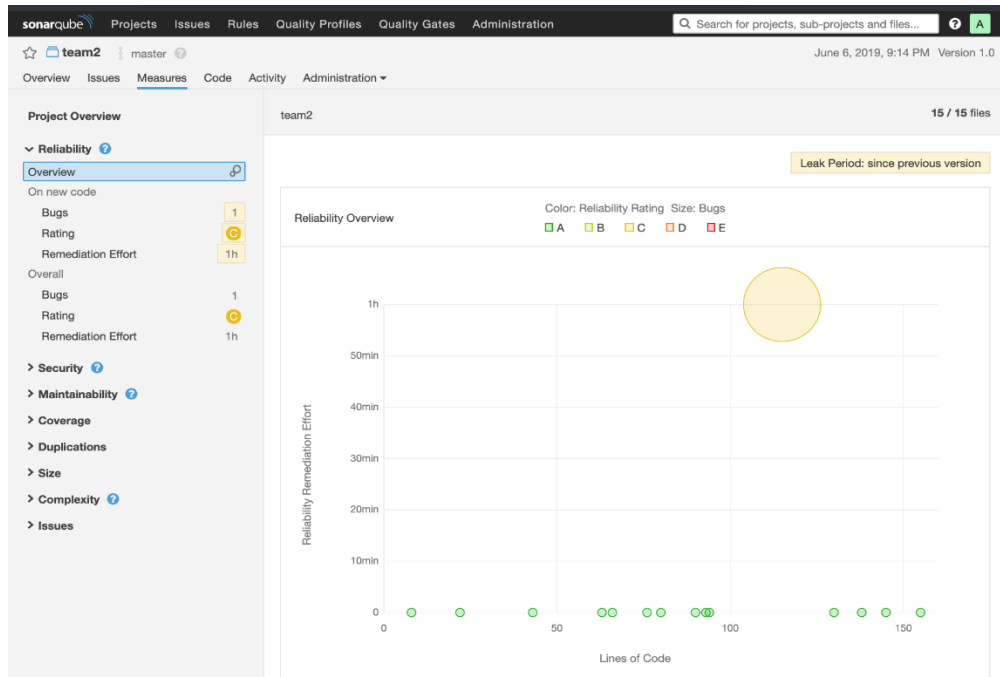 sonarqube Projects Issues Rules Quality Profiles Quality Gates Administration Search for projects, sub-projects and files... ? A
team2 master ? June 6, 2019, 9:14 PM Version 1.0
Overview Issues Measures Code Activity Administration
Project Overview
team2 15 / 15 files
Reliability ?
Leak Period: since previous version
Overview
On new code
Bugs 1
Rating C
Remediation Effort 1h
Overall
Bugs 1
Rating C
Remediation Effort 1h
Security ?
Maintainability ?
Coverage
Duplications
Size
Complexity ?
Issues
Reliability Overview
Color: Reliability Rating Size: Bugs
A B C D E
Reliability Remediation Effort
1h
50min
40min
30min
20min
10min
0
0 50 100 150
Lines of Code